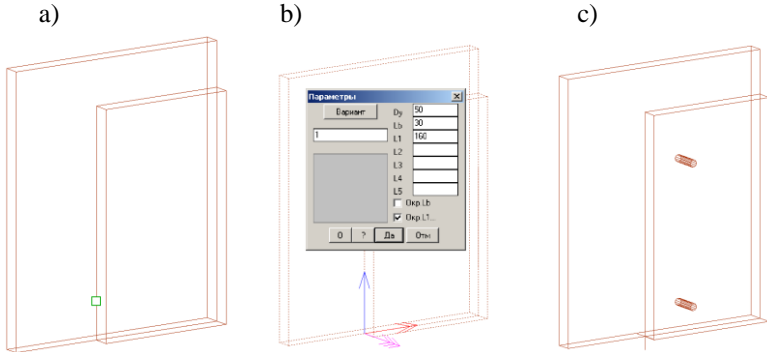 a) b) c)
Параметры
Вариант
Dy 50
Lb 30
1
L1 160
L2
L3
L4
L5
Окр.Lb
Окр.L1...
0 ? Да Отм